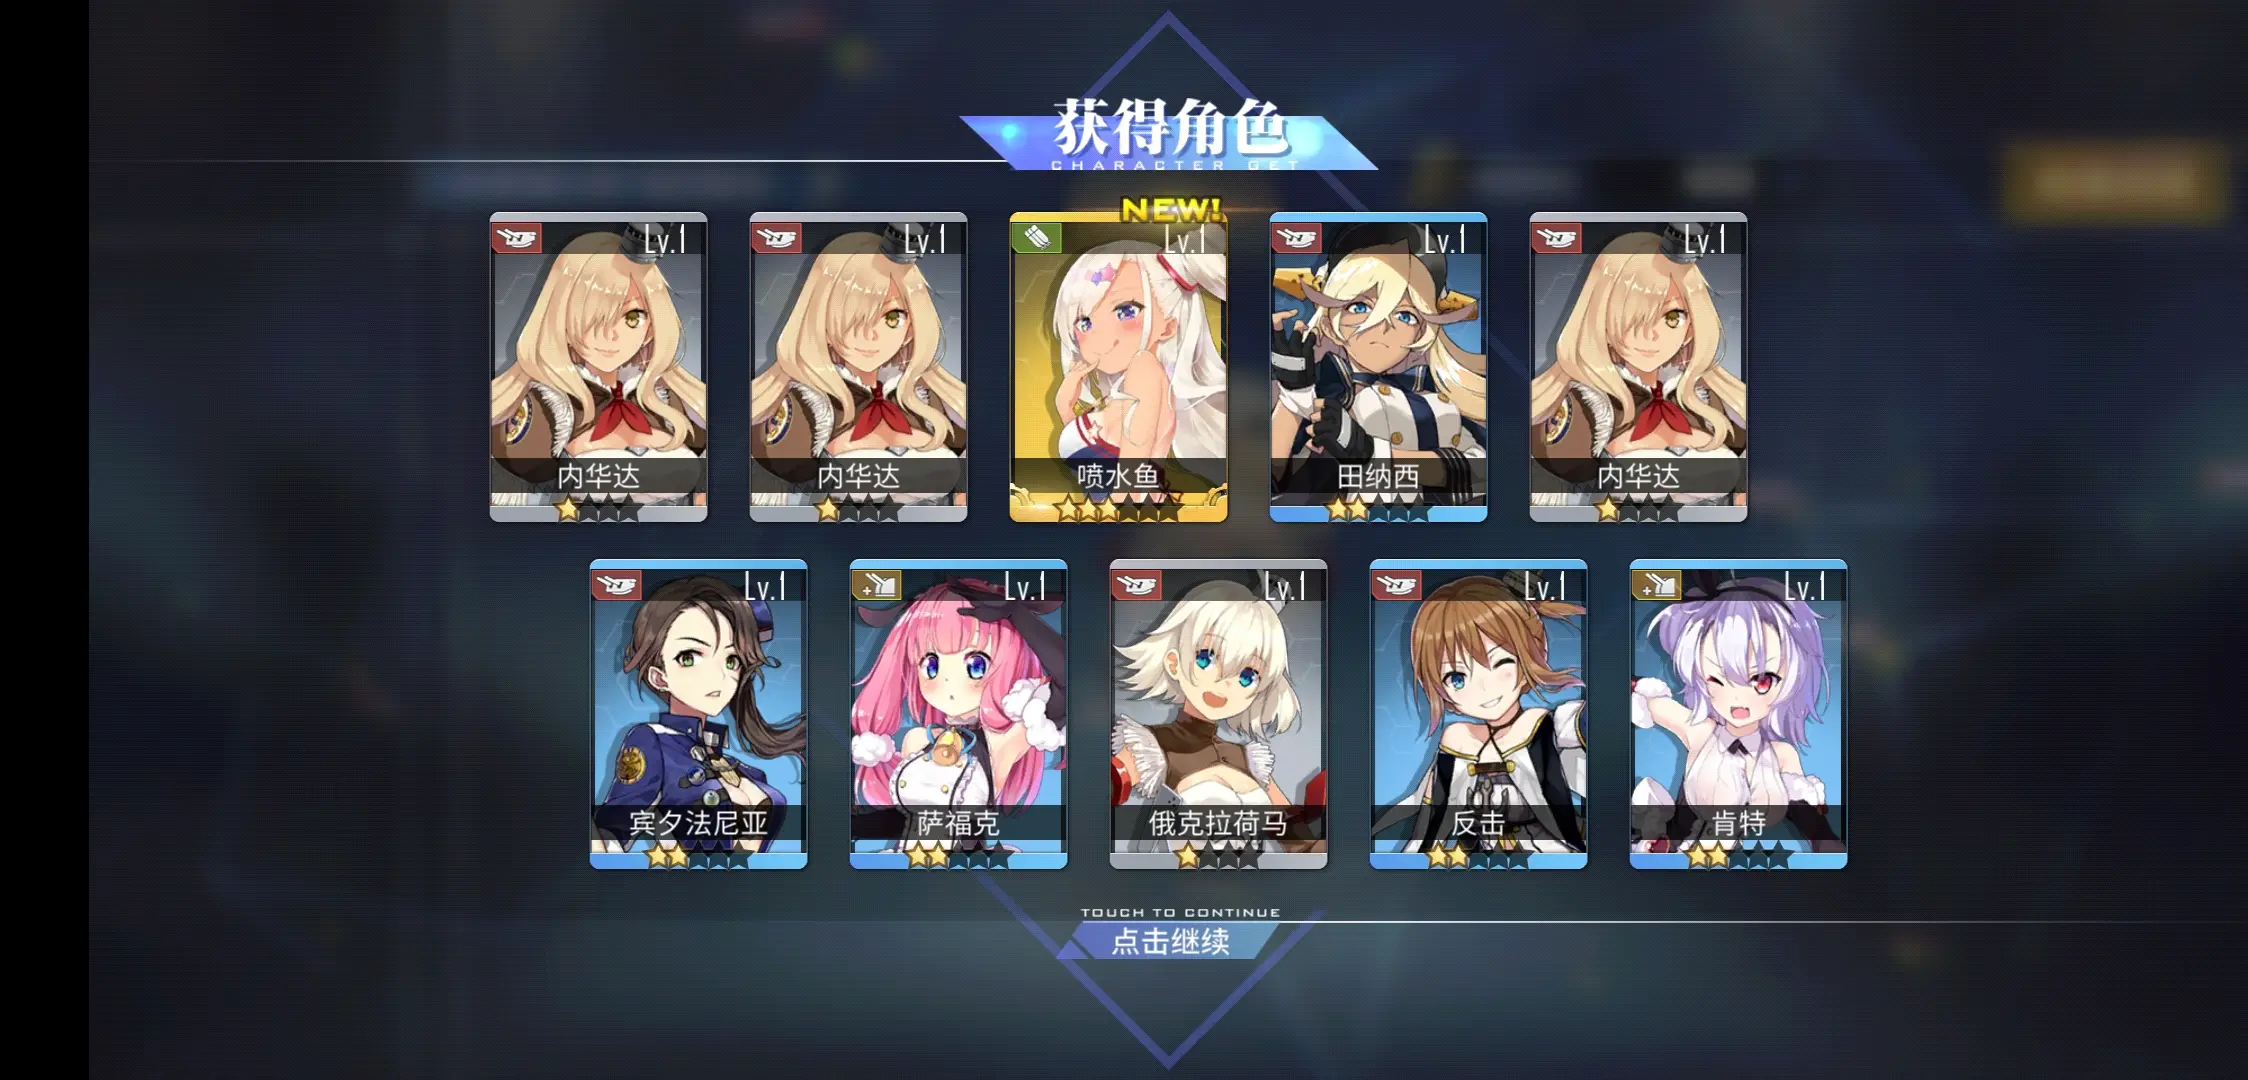 获得角色
CHARACTER GET
NEW!
Lv.1
Lv.1
Lv.1
Lv.1
Lv.1
内华达
内华达
喷水鱼
田纳西
内华达
Lv.1
Lv.1
Lv.1
Lv.1
Lv.1
宾夕法尼亚
萨福克
俄克拉荷马
反击
肯特
TOUCH TO CONTINUE
点击继续